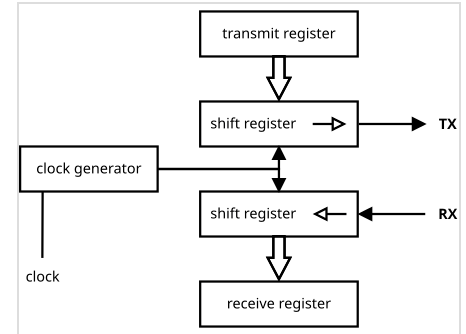 transmit register
shift register
TX
clock generator
shift register
RX
clock
receive register